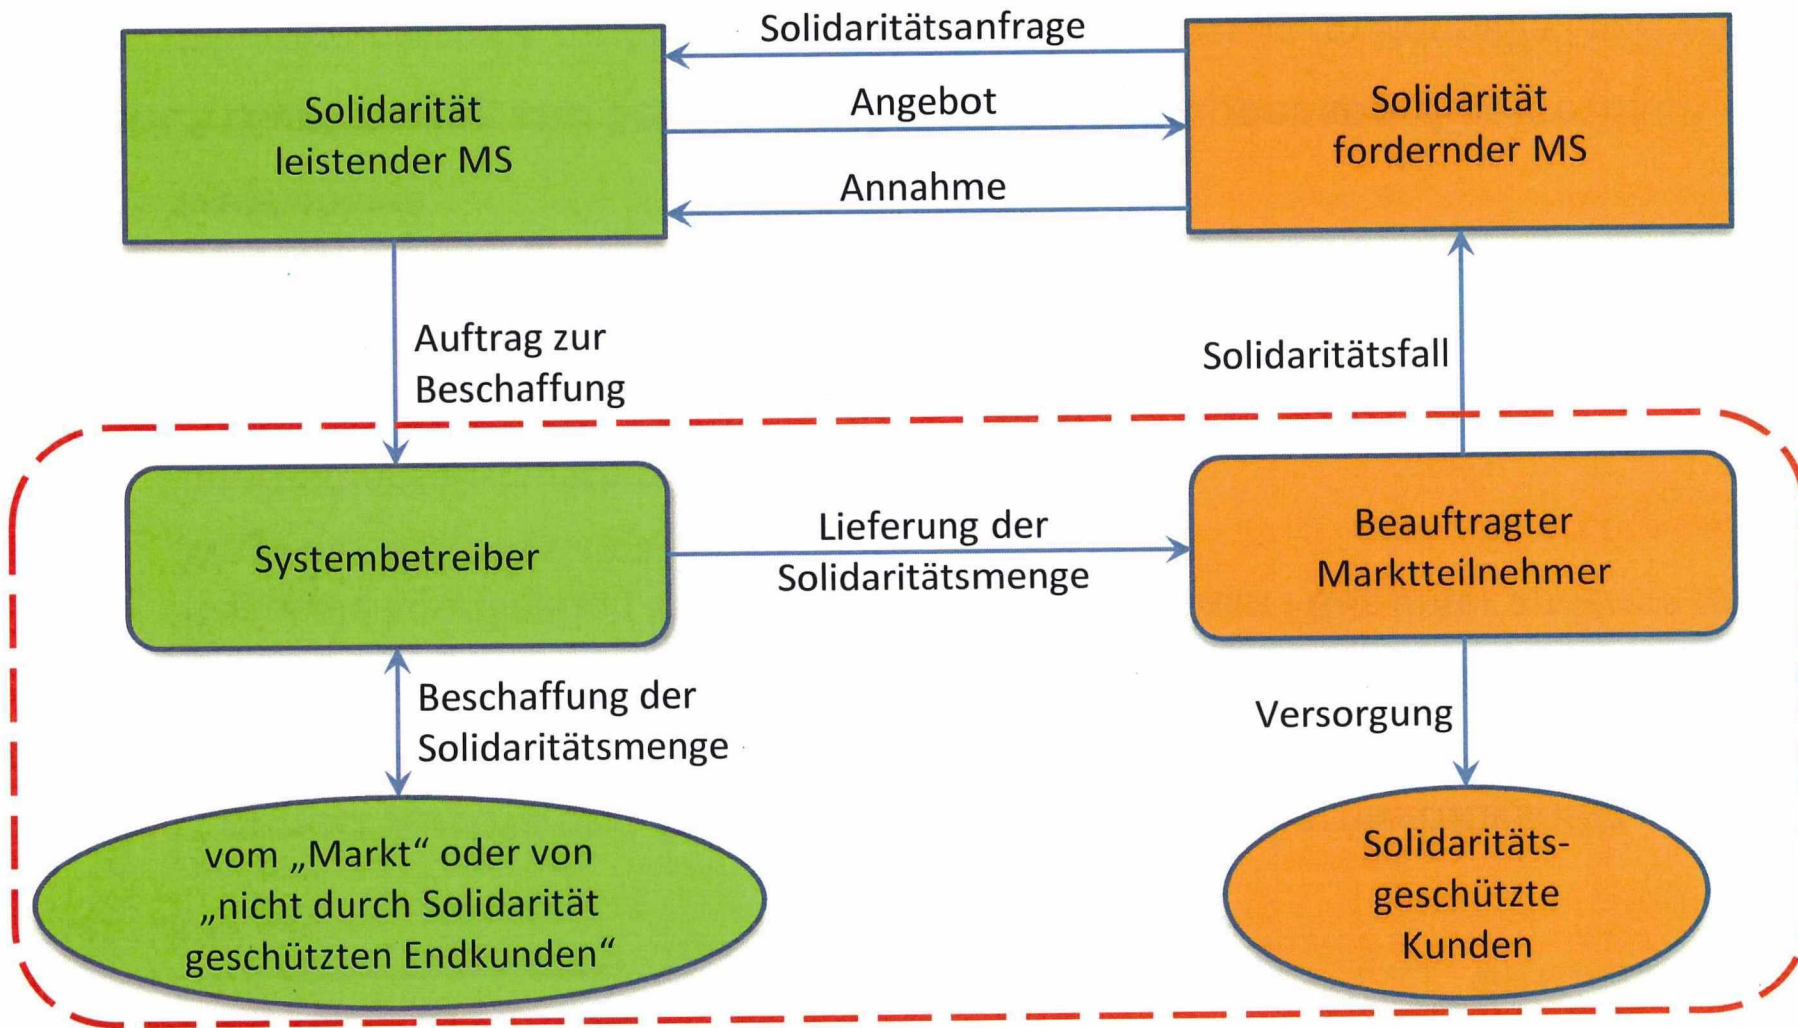 Solidaritätsanfrage
Solidarität
leistender MS
Angebot
Solidarität
fordernder MS
Annahme
Auftrag zur
Beschaffung
Solidaritätsfall
Systembetreiber
Lieferung der
Solidaritätsmenge
Beauftragter
Marktteilnehmer
Beschaffung der
Solidaritätsmenge
Versorgung
vom „Markt“ oder von
„nicht durch Solidarität
geschützten Endkunden“
Solidaritäts-
geschützte
Kunden